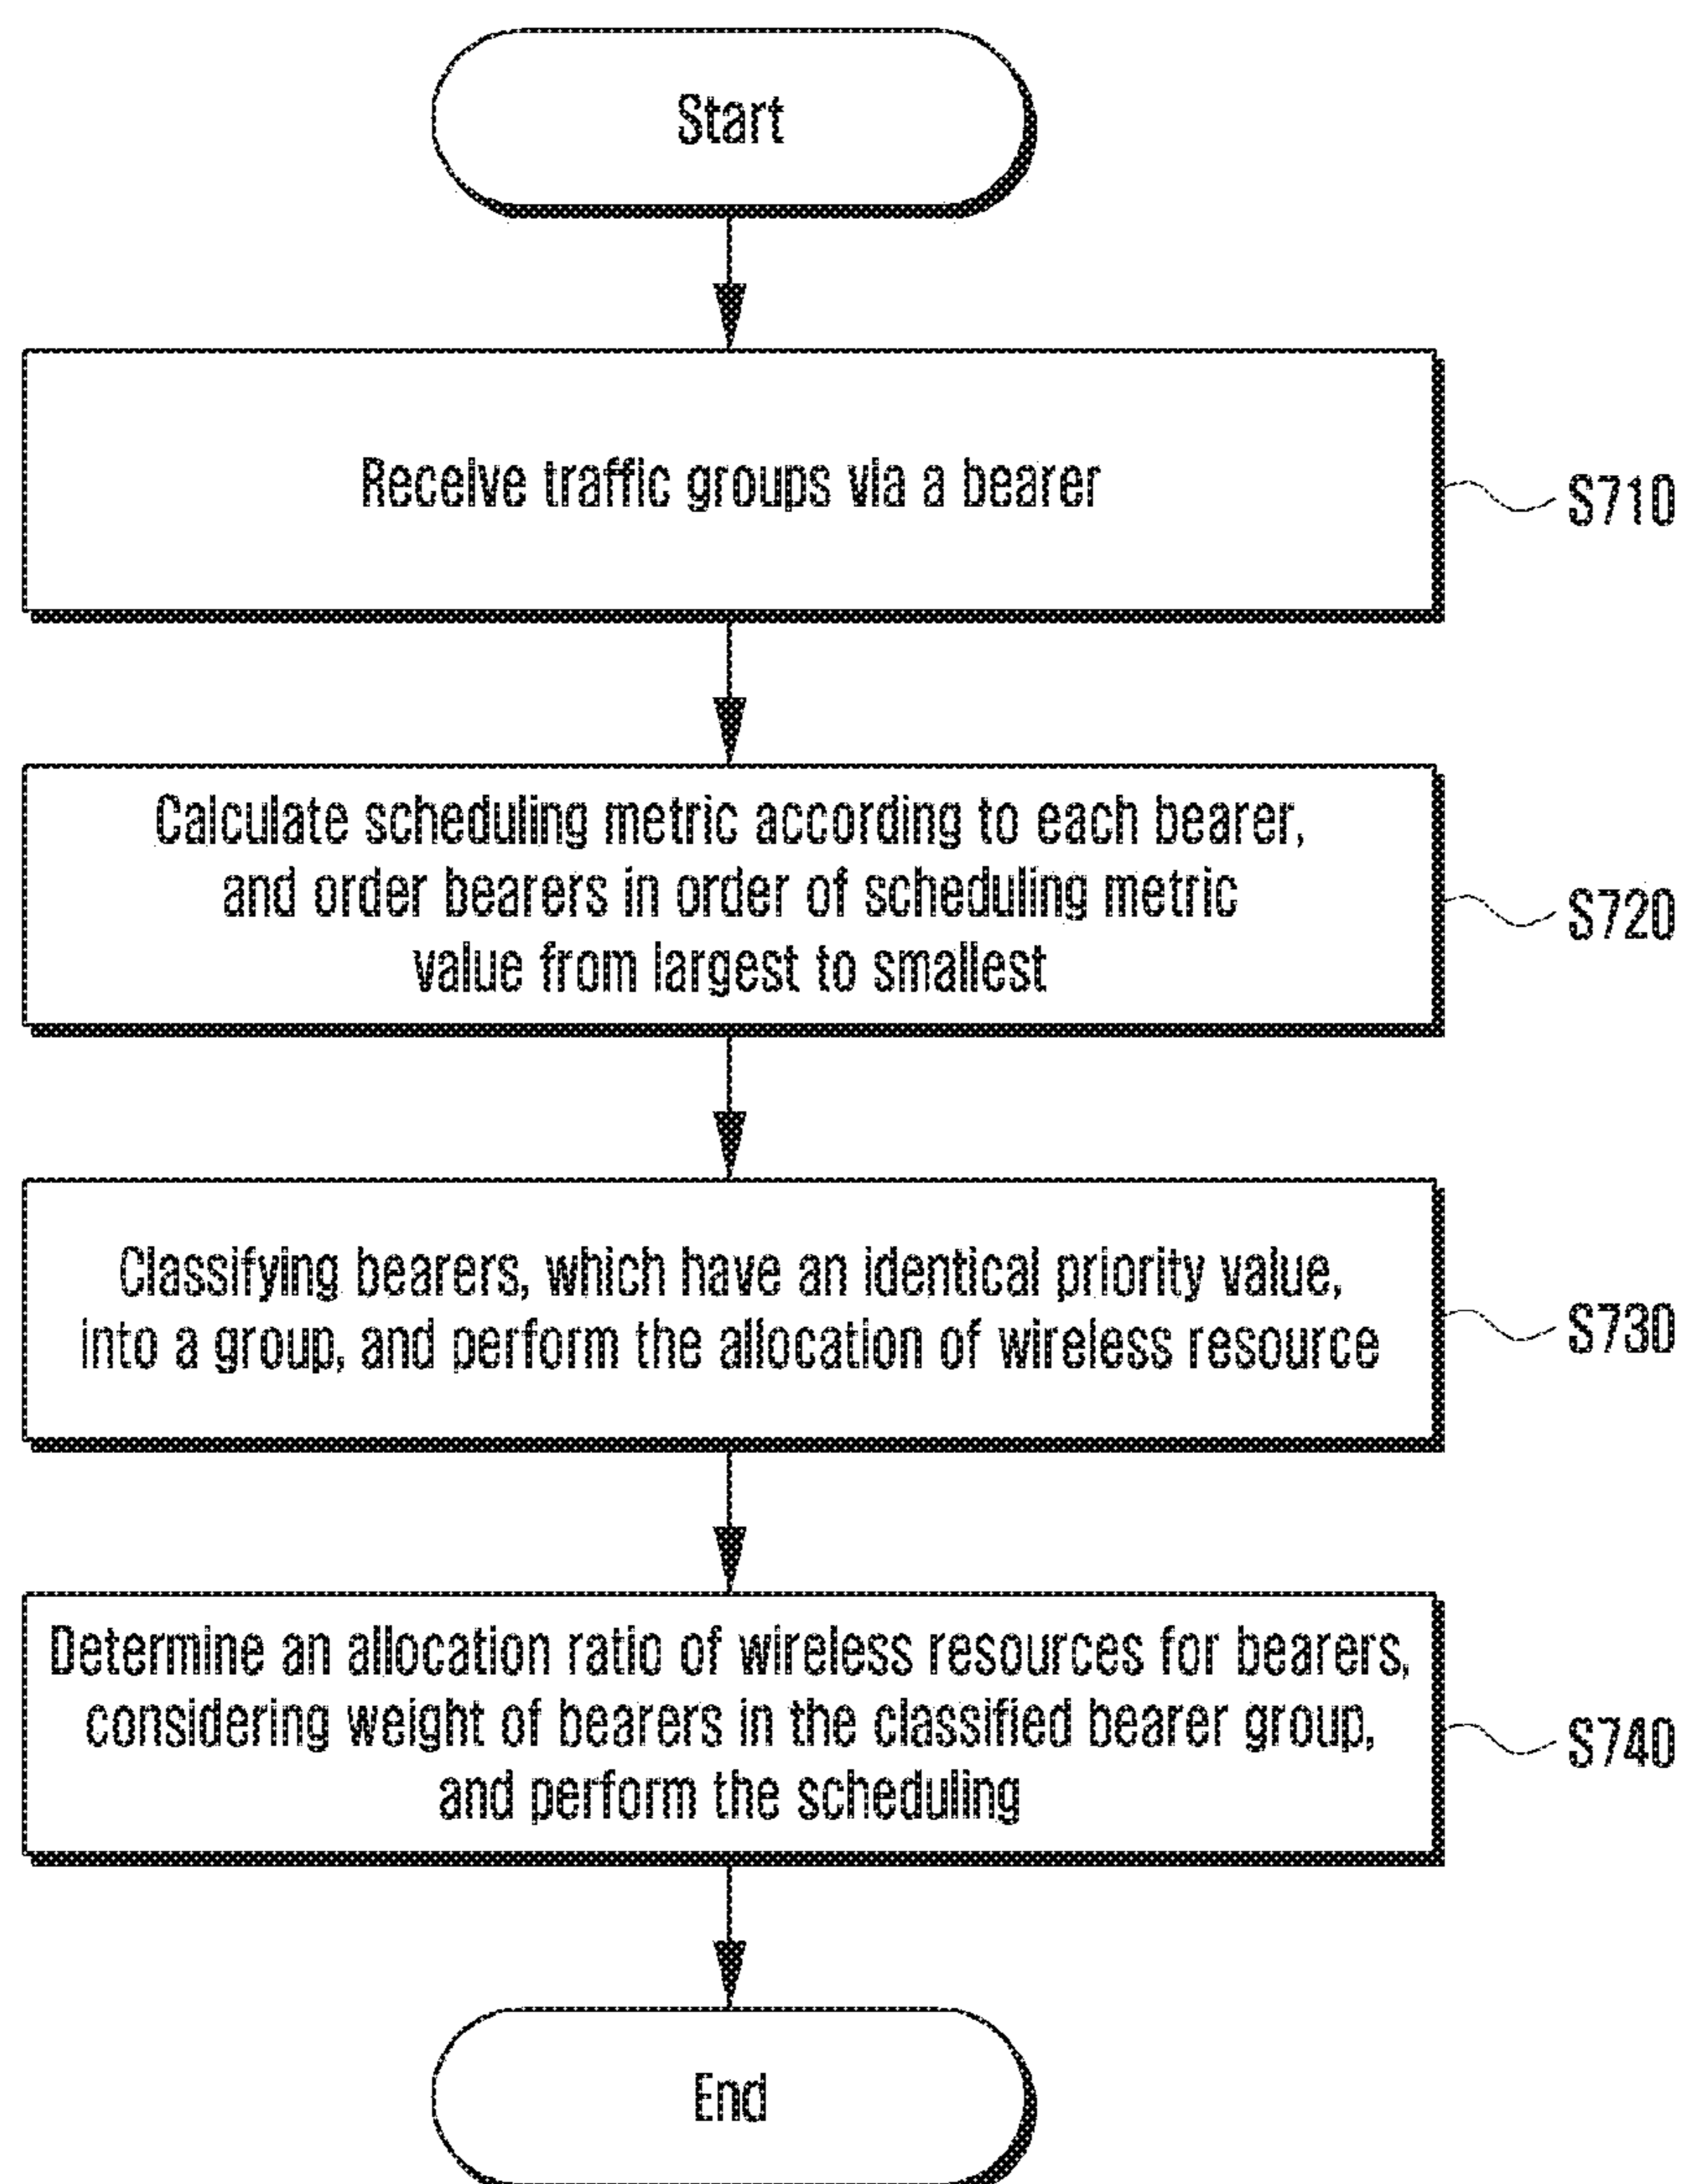 Start
Receive traffic groups via a bearer
S710
Calculate scheduling metric according to each bearer,
and order bearers in order of scheduling metric
value from largest to smallest
S720
Classifying bearers, which have an identical priority value,
into a group, and perform the allocation of wireless resource
S730
Determine an allocation ratio of wireless resources for bearers,
considering weight of bearers in the classified bearer group,
and perform the scheduling
S740
End